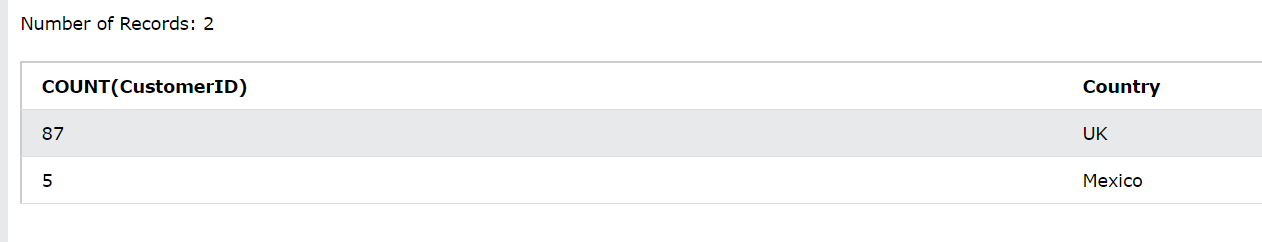 Number of Records: 2
COUNT(CustomerID) Country
87 UK
5 Mexico